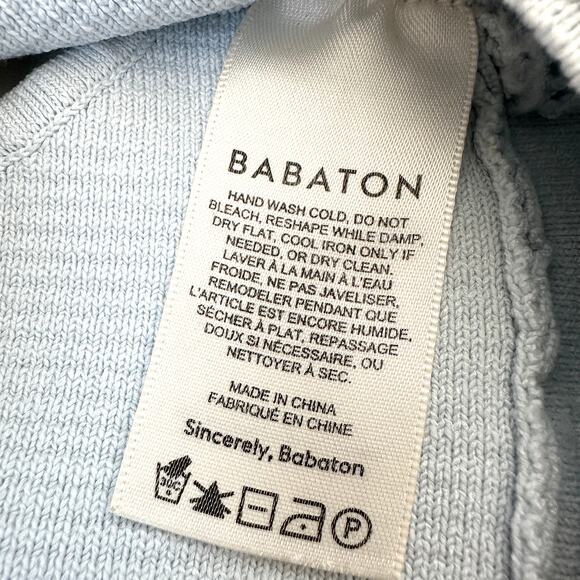 BABATON
HAND WASH COLD, DO NOT
BLEACH, RESHAPE WHILE DAMP,
DRY FLAT, COOL IRON ONLY IF
NEEDED, OR DRY CLEAN.
LAVER À LA MAIN À L'EAU
FROIDE, NE PAS JAVELISER,
REMODELER PENDANT QUE
L'ARTICLE EST ENCORE HUMIDE,
SÉCHER À PLAT, REPASSAGE
DOUX SI NÉCESSAIRE, OU
NETTOYER À SEC.
MADE IN CHINA
FABRIQUÉ EN CHINE
Sincerely, Babaton
30C P